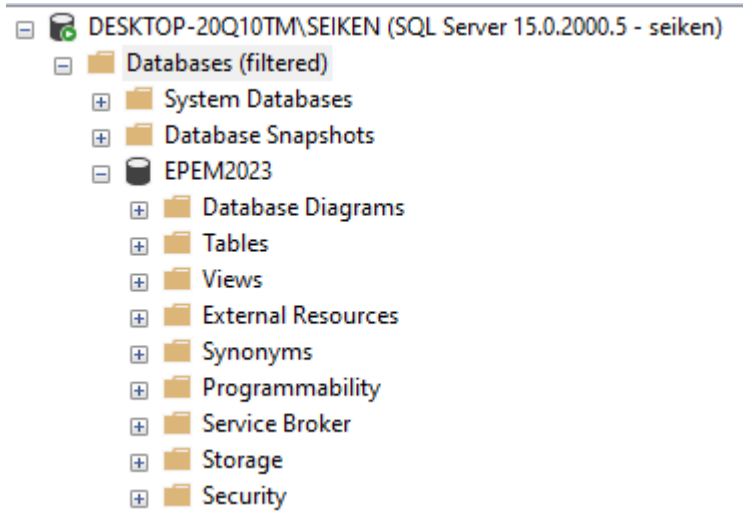 DESKTOP-20Q10TM\SEIKEN (SQL Server 15.0.2000.5 - seiken)
Databases (filtered)
System Databases
Database Snapshots
EPEM2023
Database Diagrams
Tables
Views
External Resources
Synonyms
Programmability
Service Broker
Storage
Security